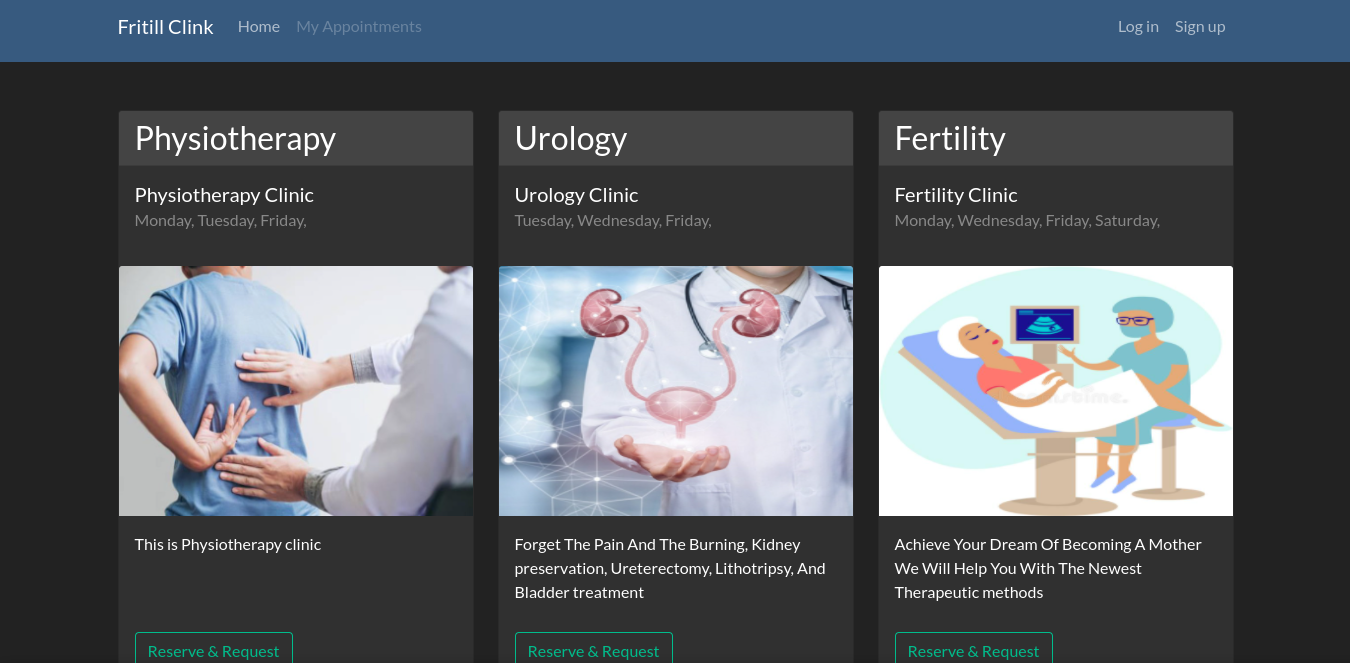 Fritill Clink Home My Appointments Log in Sign up
Physiotherapy
Physiotherapy Clinic
Monday, Tuesday, Friday,
This is Physiotherapy clinic
Reserve & Request
Urology
Urology Clinic
Tuesday, Wednesday, Friday,
Forget The Pain And The Burning, Kidney
preservation, Ureterectomy, Lithotripsy, And
Bladder treatment
Reserve & Request
Fertility
Fertility Clinic
Monday, Wednesday, Friday, Saturday,
Achieve Your Dream Of Becoming A Mother
We Will Help You With The Newest
Therapeutic methods
Reserve & Request